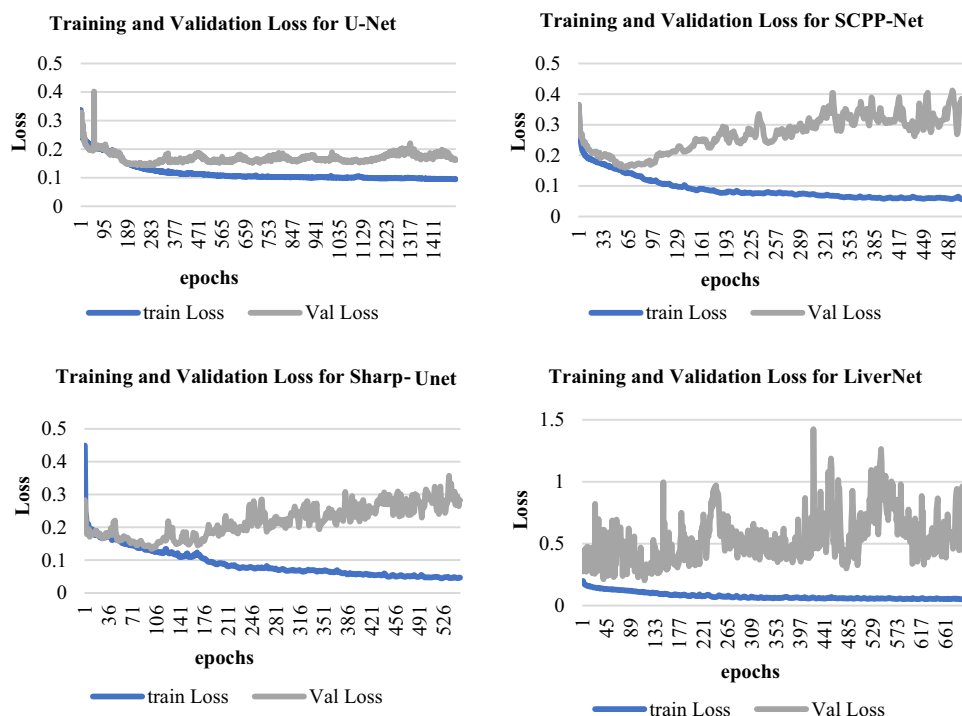 Training and Validation Loss for U-Net
0.5
0.4
0.3
0.2
0.1
0
Loss
1 95 189 283 377 471 565 659 753 847 941 1035 1129 1223 1317 1411
epochs
train Loss Val Loss
Training and Validation Loss for SCPP-Net
0.5
0.4
0.3
0.2
0.1
0
Loss
1 33 65 97 129 161 193 225 257 289 321 353 385 417 449 481
epochs
train Loss Val Loss
Training and Validation Loss for Sharp-Unet
0.5
0.4
0.3
0.2
0.1
0
Loss
1 36 71 106 141 176 211 246 281 316 351 386 421 456 491 526
epochs
train Loss Val Loss
Training and Validation Loss for LiverNet
1.5
1
0.5
0
Loss
1 45 89 133 177 221 265 309 353 397 441 485 529 573 617 661
epochs
train Loss Val Loss